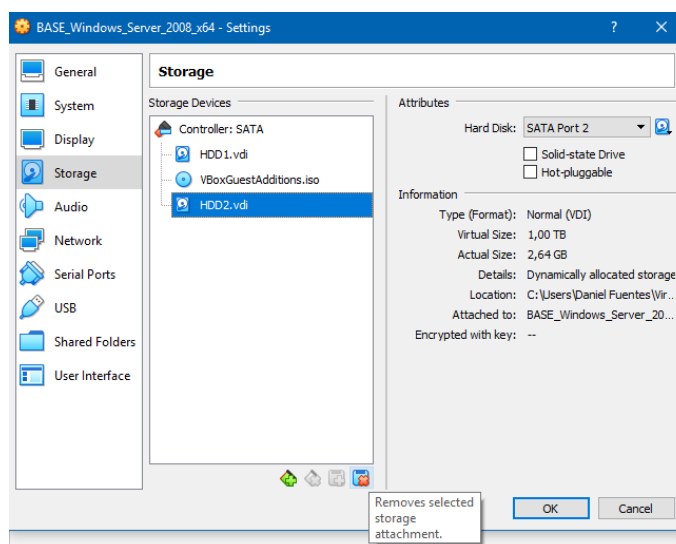 BASE_Windows_Server_2008_x64 - Settings
?
General
System
Display
Storage
Audio
Network
Serial Ports
USB
Shared Folders
User Interface
Storage
Storage Devices
Controller: SATA
HDD1.vdi
VBoxGuestAdditions.iso
HDD2.vdi
Attributes
Hard Disk: SATA Port 2
Solid-state Drive
Hot-pluggable
Information
Type (Format): Normal (VDI)
Virtual Size: 1,00 TB
Actual Size: 2,64 GB
Details: Dynamically allocated storage
Location: C:\Users\Daniel Fuentes\Vir...
Attached to: BASE_Windows_Server_20...
Encrypted with key: --
Removes selected
storage
attachment.
OK Cancel